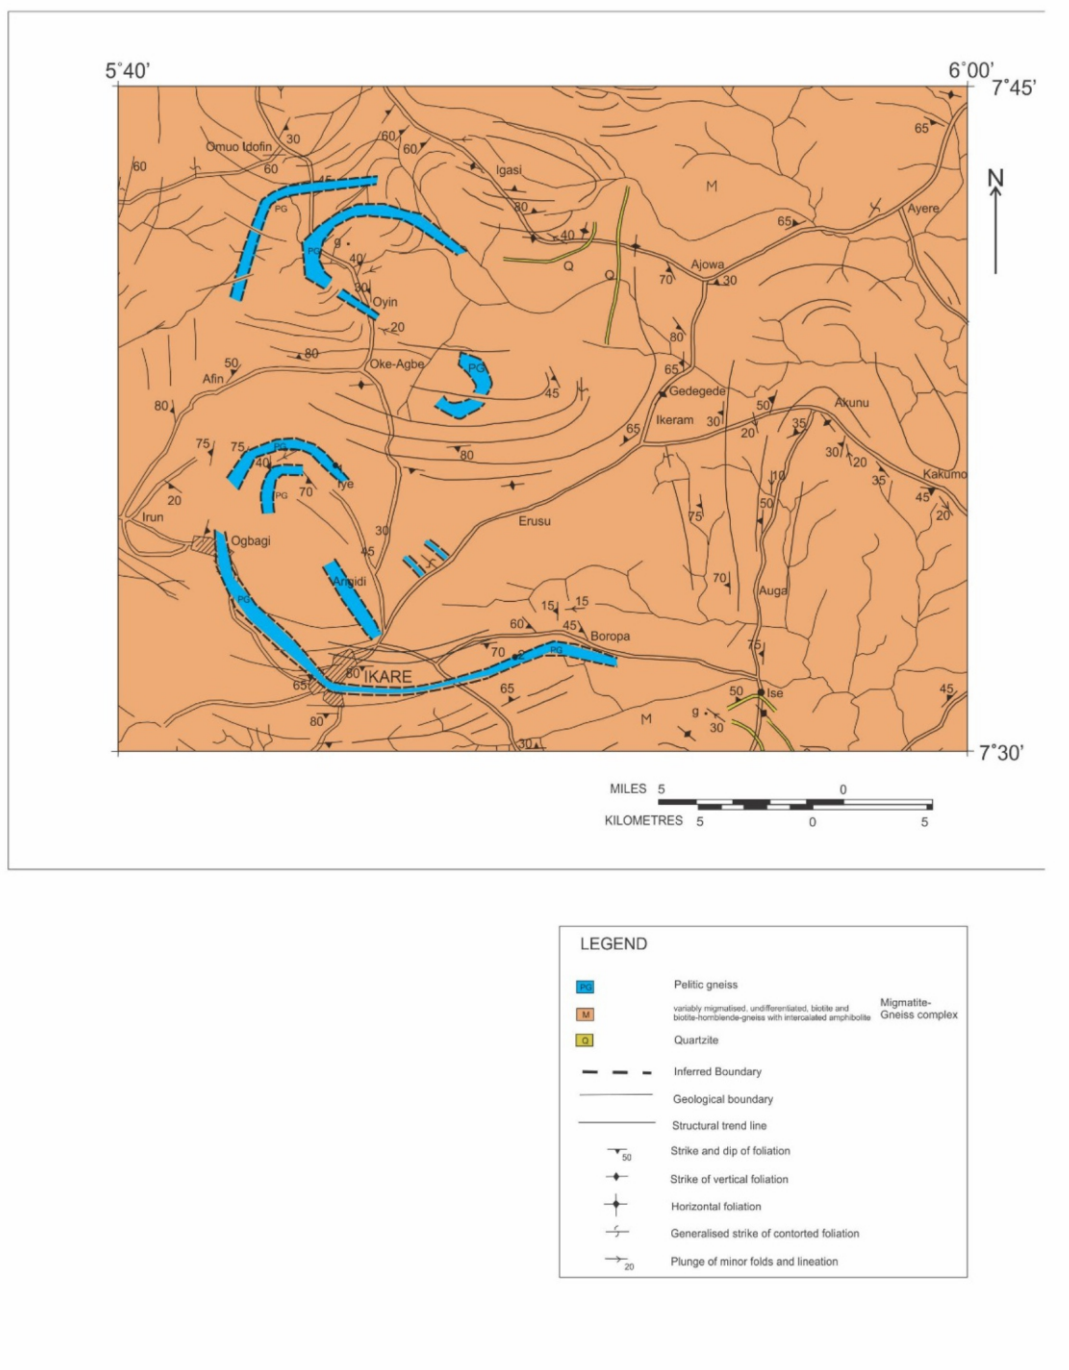 5°40'
6°00'
7°45'
65
30
60
60
Omuo Idofin
60
60
Igasi
N
45
M
80
PG
Ayere
65
g
40
PG
40
Q
Ajowa
Q
70
30
30
Oyin
20
80
80
50
Oke-Agbe
65
PG
Afin
45
Gedegede
50
Akunu
80
Ikeram
30
35
65
20
75
75
PG
80
30
20
40
Kakumo
35
Iye
10
70
PG
45
20
50
20
75
Irun
Erusu
30
Ogbagi
45
70
Arigidi
Auga
PG
15
15
60
45
Boropa
75
70
PG
80
IKARE
65
65
50
Ise
45
80
M
g
30
30
7°30'
MILES 5 0
KILOMETRES 5 0 5
LEGEND
PG Pelitic gneiss
M variably migmatised, undifferentiated, biotite and
biotite-hornblende-gneiss with intercalated amphibolite
Migmatite-
Gneiss complex
Q Quartzite
Inferred Boundary
Geological boundary
Structural trend line
50 Strike and dip of foliation
Strike of vertical foliation
Horizontal foliation
Generalised strike of contorted foliation
20 Plunge of minor folds and lineation